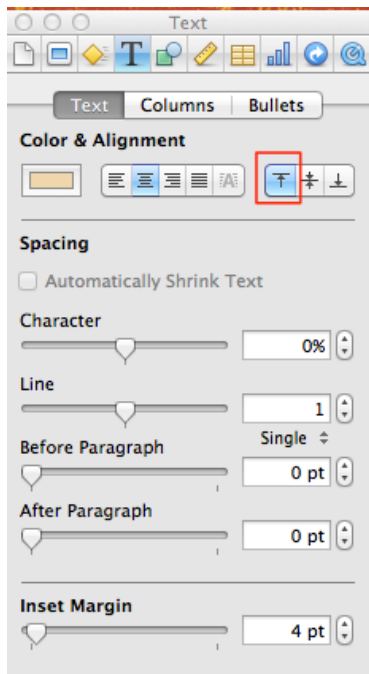 Text
T
Text Columns Bullets
Color & Alignment
A
Spacing
Automatically Shrink Text
Character
0%
Line
1
Single
Before Paragraph
0 pt
After Paragraph
0 pt
Inset Margin
4 pt